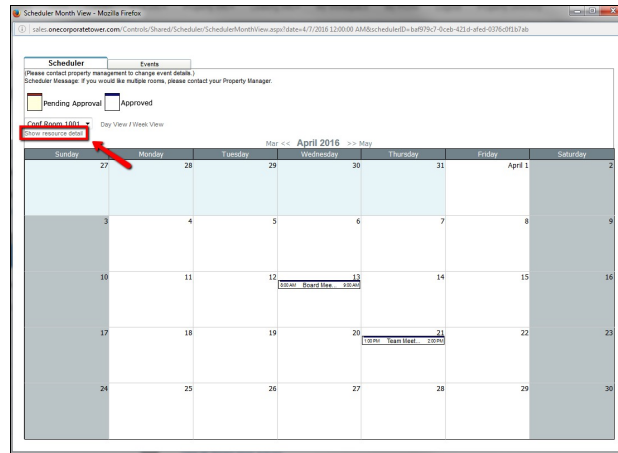 Scheduler Month View - Mozilla Firefox
sales.onecorporatetower.com/Controls/Shared/Scheduler/SchedulerMonthView.aspx?date=4/7/2016 12:00:00 AM&schedulerID=baf979c7-0ceb-421d-afed-0376c0f1b7ab
Scheduler Events
(Please contact property management to change event details.)
Scheduler Message: If you would like multiple rooms, please contact your Property Manager.
Pending Approval Approved
Conf Room 1001 Day View / Week View
Show resource detail
Mar << April 2016 >> May
Sunday Monday Tuesday Wednesday Thursday Friday Saturday
27 28 29 30 31 April 1 2
3 4 5 6 7 8 9
10 11 12 13 14 15 16
8:00 AM Board Mee... 9:00 AM
17 18 19 20 21 22 23
1:00 PM Team Meet... 2:00 PM
24 25 26 27 28 29 30